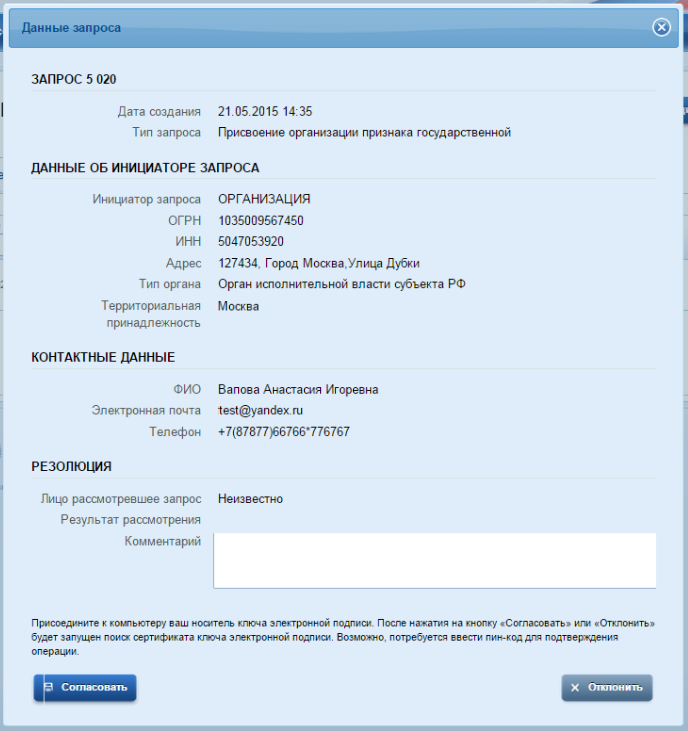 Данные запроса
ЗАПРОС 5 020
Дата создания 21.05.2015 14:35
Тип запроса Присвоение организации признака государственной
ДАННЫЕ ОБ ИНИЦИАТОРЕ ЗАПРОСА
Инициатор запроса ОРГАНИЗАЦИЯ
ОГРН 1035009567450
ИНН 5047053920
Адрес 127434, Город Москва,Улица Дубки
Тип органа Орган исполнительной власти субъекта РФ
Территориальная Москва
принадлежность
КОНТАКТНЫЕ ДАННЫЕ
ФИО Вапова Анастасия Игоревна
Электронная почта test@yandex.ru
Телефон +7(87877)66766*776767
РЕЗОЛЮЦИЯ
Лицо рассмотревшее запрос Неизвестно
Результат рассмотрения
Комментарий
Присоедините к компьютеру ваш носитель ключа электронной подписи. После нажатия на кнопку «Согласовать» или «Отклонить»
будет запущен поиск сертификата ключа электронной подписи. Возможно, потребуется ввести пин-код для подтверждения
операции.
Согласовать Отклонить